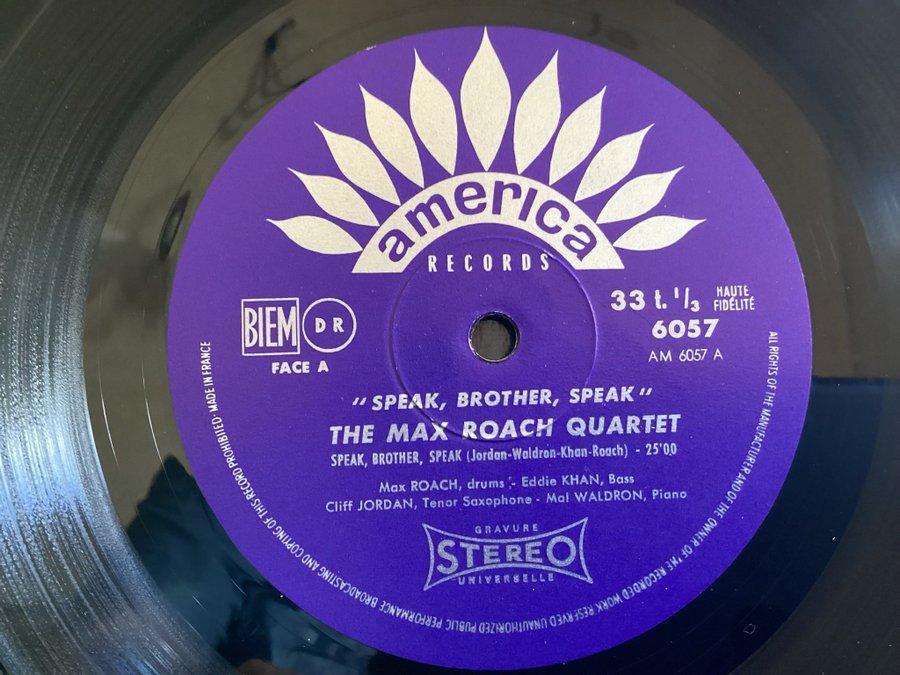 america
RECORDS
BIEM DR
FACE A
33 t. 1/3 HAUTE FIDÉLITÉ
6057
AM 6057 A
"SPEAK, BROTHER, SPEAK"
THE MAX ROACH QUARTET
SPEAK, BROTHER, SPEAK (Jordan-Waldron-Khan-Roach) - 25'00
Max ROACH, drums - Eddie KHAN, Bass
Cliff JORDAN, Tenor Saxophone - Mal WALDRON, Piano
GRAVURE
STEREO
UNIVERSELLE
ALL RIGHTS OF THE MANUFACTURER AND OF THE OWNER OF THE RECORDED WORK RESERVED UNAUTHORIZED PUBLIC PERFORMANCE BROADCASTING AND COPYING OF THIS RECORD PROHIBITED · MADE IN FRANCE